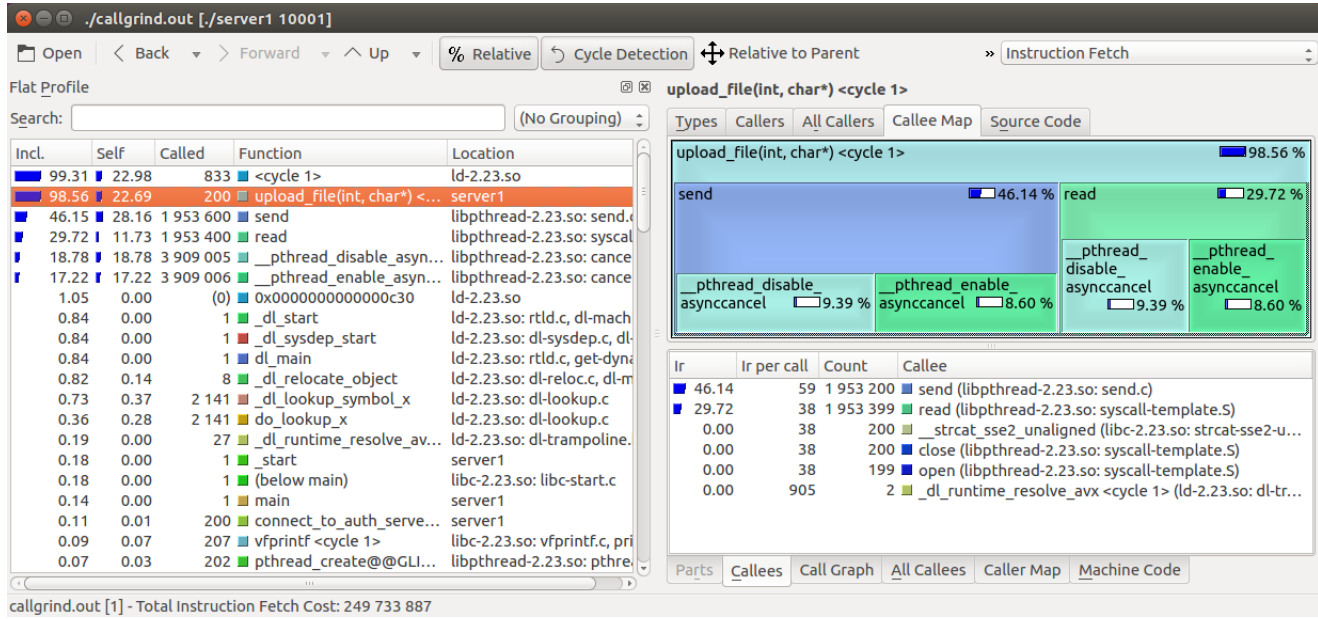 ./callgrind.out [./server1 10001]
Open Back Forward Up % Relative Cycle Detection Relative to Parent » Instruction Fetch
Flat Profile
Search: (No Grouping)
Incl. Self Called Function Location
99.31 22.98 833 <cycle 1> ld-2.23.so
98.56 22.69 200 upload_file(int, char*) <... server1
46.15 28.16 1 953 600 send libpthread-2.23.so: send.c
29.72 11.73 1 953 400 read libpthread-2.23.so: syscal
18.78 18.78 3 909 005 __pthread_disable_asyn... libpthread-2.23.so: cance
17.22 17.22 3 909 006 __pthread_enable_asyn... libpthread-2.23.so: cance
1.05 0.00 (0) 0x0000000000000c30 ld-2.23.so
0.84 0.00 1 _dl_start ld-2.23.so: rtld.c, dl-mach
0.84 0.00 1 _dl_sysdep_start ld-2.23.so: dl-sysdep.c, dl-
0.84 0.00 1 dl_main ld-2.23.so: rtld.c, get-dyna
0.82 0.14 8 _dl_relocate_object ld-2.23.so: dl-reloc.c, dl-m
0.73 0.37 2 141 _dl_lookup_symbol_x ld-2.23.so: dl-lookup.c
0.36 0.28 2 141 do_lookup_x ld-2.23.so: dl-lookup.c
0.19 0.00 27 _dl_runtime_resolve_av... ld-2.23.so: dl-trampoline.
0.18 0.00 1 _start server1
0.18 0.00 1 (below main) libc-2.23.so: libc-start.c
0.14 0.00 1 main server1
0.11 0.01 200 connect_to_auth_serve... server1
0.09 0.07 207 vfprintf <cycle 1> libc-2.23.so: vfprintf.c, pri
0.07 0.03 202 pthread_create@@GLI... libpthread-2.23.so: pthre
upload_file(int, char*) <cycle 1>
Types Callers All Callers Callee Map Source Code
upload_file(int, char*) <cycle 1> 98.56 %
send 46.14 % read 29.72 %
__pthread_disable_
asynccancel 9.39 %
__pthread_enable_
asynccancel 8.60 %
__pthread_
disable_
asynccancel
9.39 %
__pthread_
enable_
asynccancel
8.60 %
Ir Ir per call Count Callee
46.14 59 1 953 200 send (libpthread-2.23.so: send.c)
29.72 38 1 953 399 read (libpthread-2.23.so: syscall-template.S)
0.00 38 200 __strcat_sse2_unaligned (libc-2.23.so: strcat-sse2-u...
0.00 38 200 close (libpthread-2.23.so: syscall-template.S)
0.00 38 199 open (libpthread-2.23.so: syscall-template.S)
0.00 905 2 _dl_runtime_resolve_avx <cycle 1> (ld-2.23.so: dl-tr...
Parts Callees Call Graph All Callees Caller Map Machine Code
callgrind.out [1] - Total Instruction Fetch Cost: 249 733 887